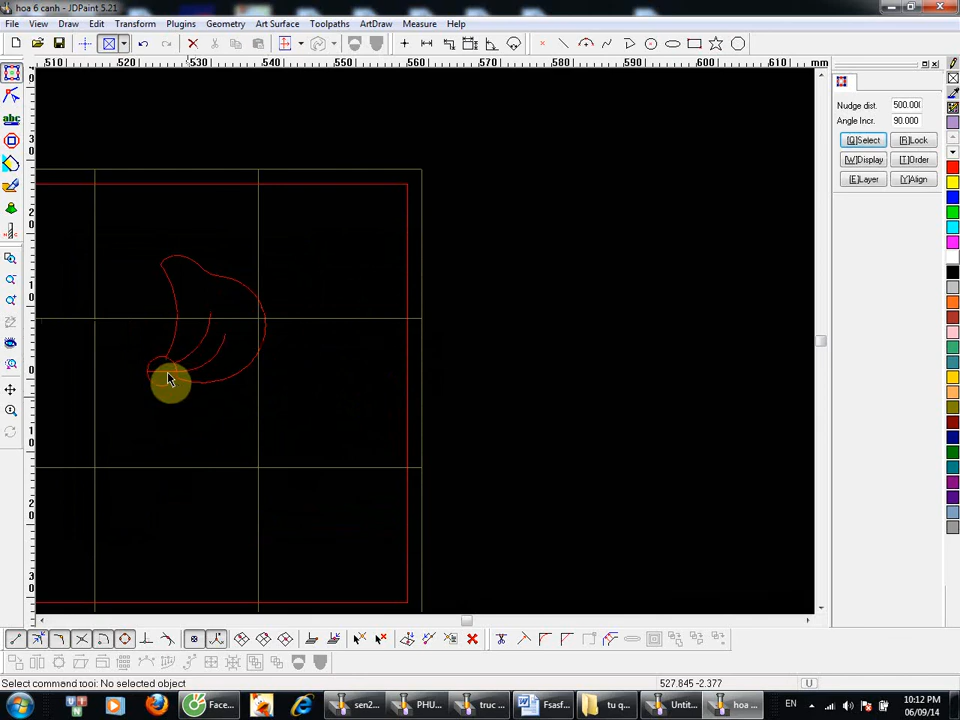 hoa 6 canh - JDPaint 5.21
File View Draw Edit Transform Plugins Geometry Art Surface Toolpaths ArtDraw Measure Help
510 520 530 540 550 560 570 580 590 600 610 mm
Nudge dist. 500.00(
Angle Incr. 90.000
[Q]Select [R]Lock
[W]Display [T]Order
[E]Layer [Y]Align
abc
Select command tool: No selected object 527.845 -2.377 U
Face... sen2... PHU... truc ... Fsasf... tu q... Untit... hoa ... EN 10:12 PM
06/09/14